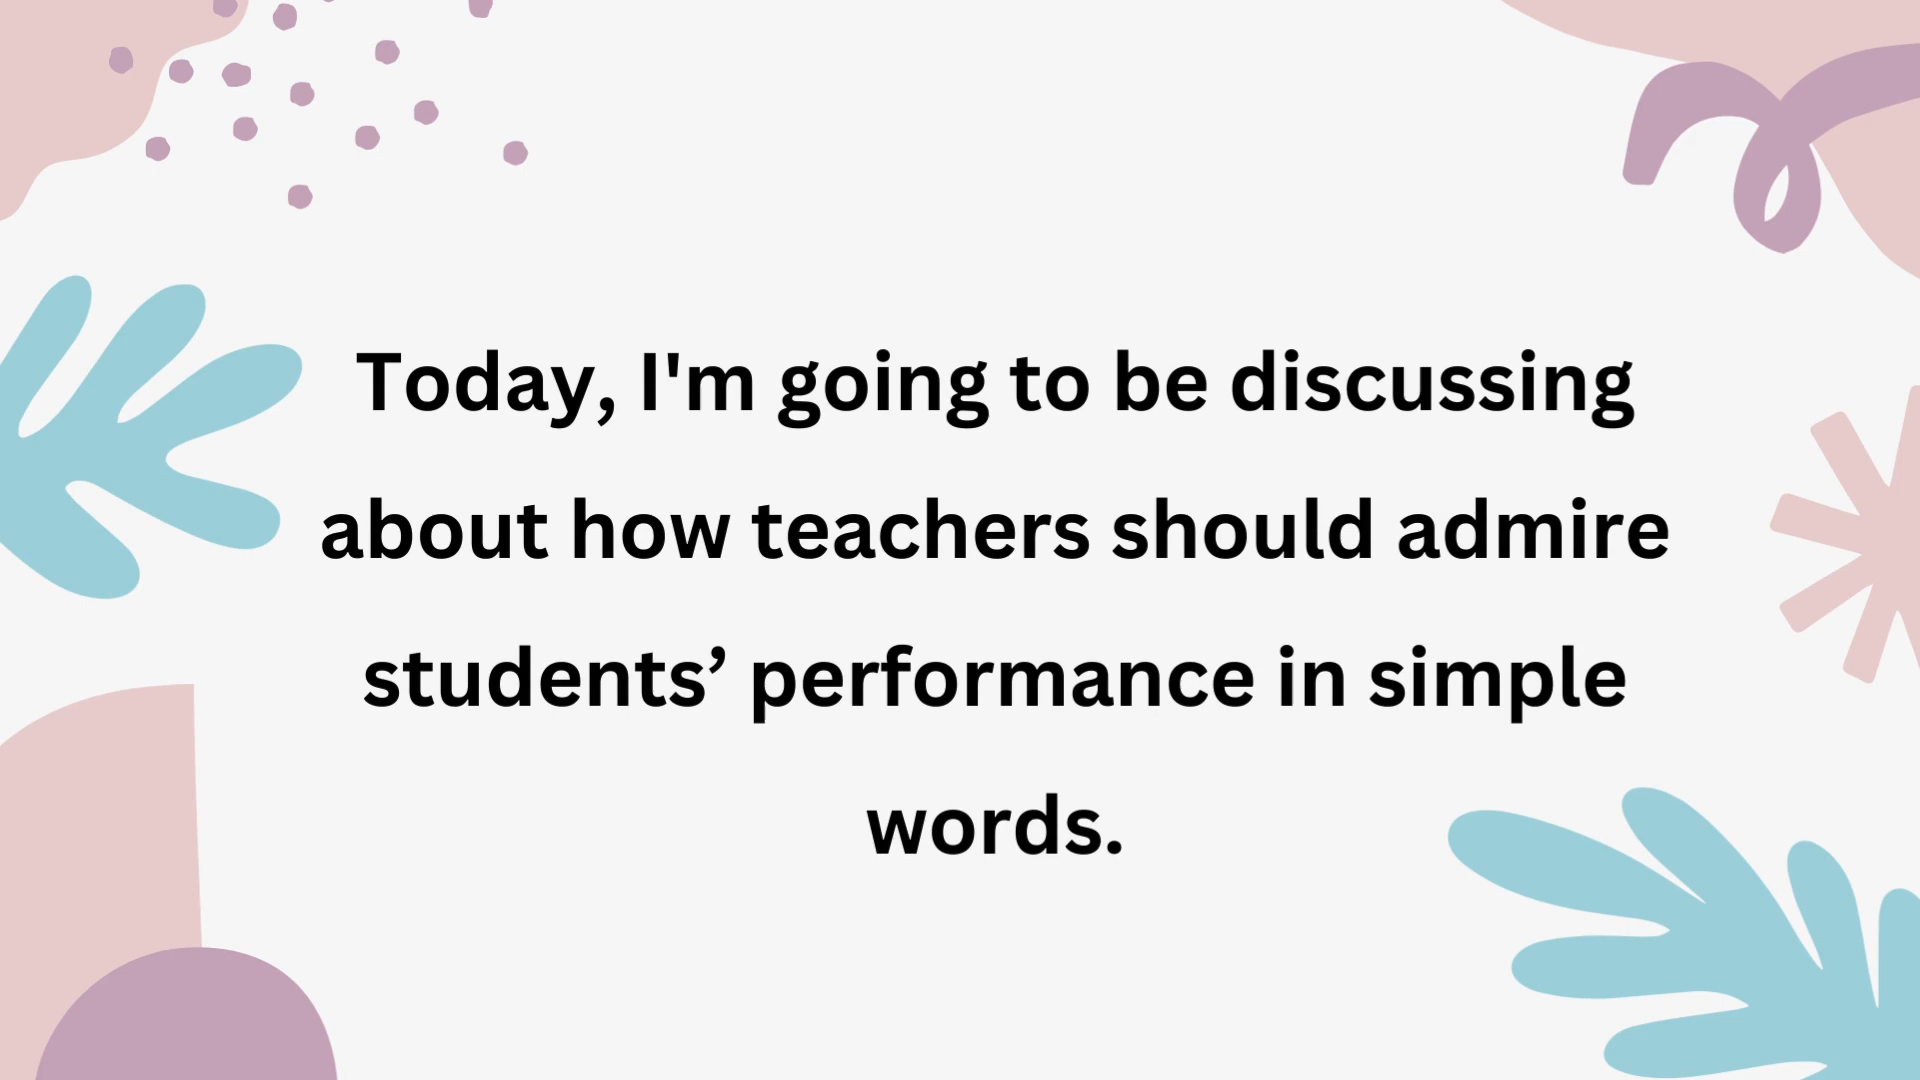 Today, I'm going to be discussing
about how teachers should admire
students’ performance in simple
words.